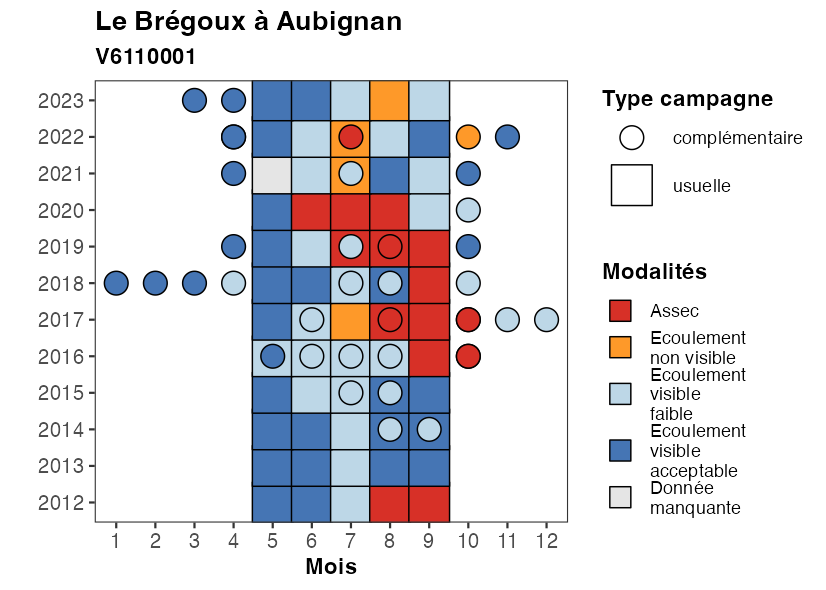 Le Brégoux à Aubignan
V6110001
2023
2022
2021
2020
2019
2018
2017
2016
2015
2014
2013
2012
1 2 3 4 5 6 7 8 9 10 11 12
Mois
Type campagne
complémentaire
usuelle
Modalités
Assec
Ecoulement
non visible
Ecoulement
visible
faible
Ecoulement
visible
acceptable
Donnée
manquante